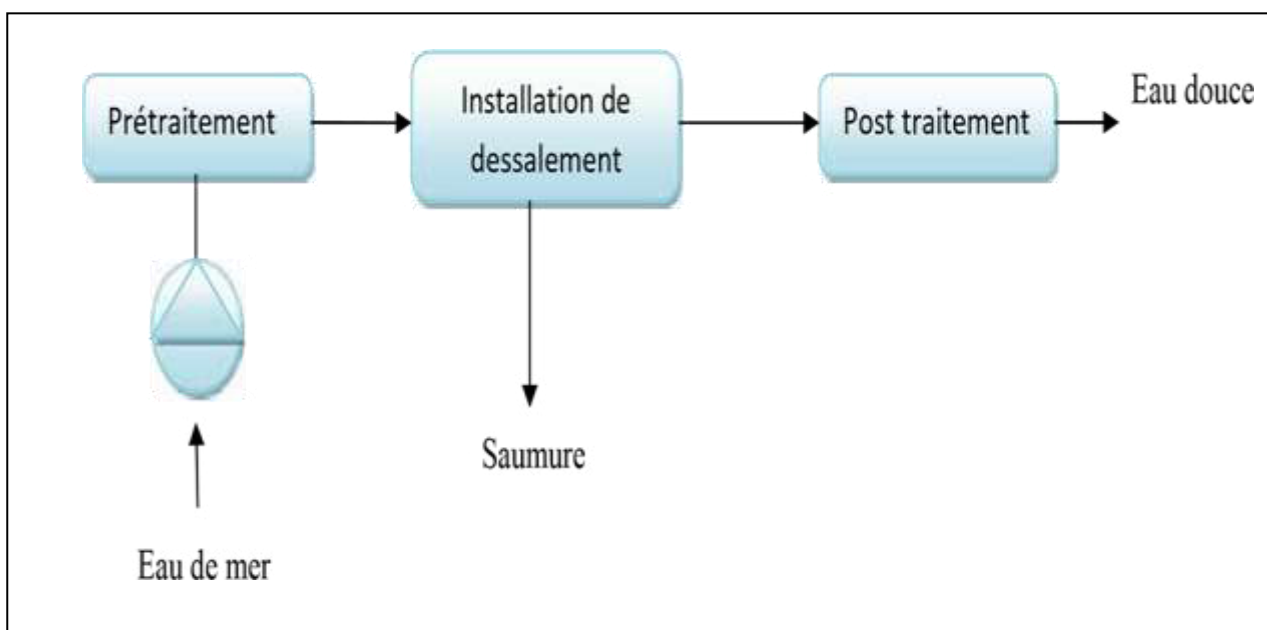 Prétraitement
Installation de
dessalement
Post traitement
Eau douce
Saumure
Eau de mer